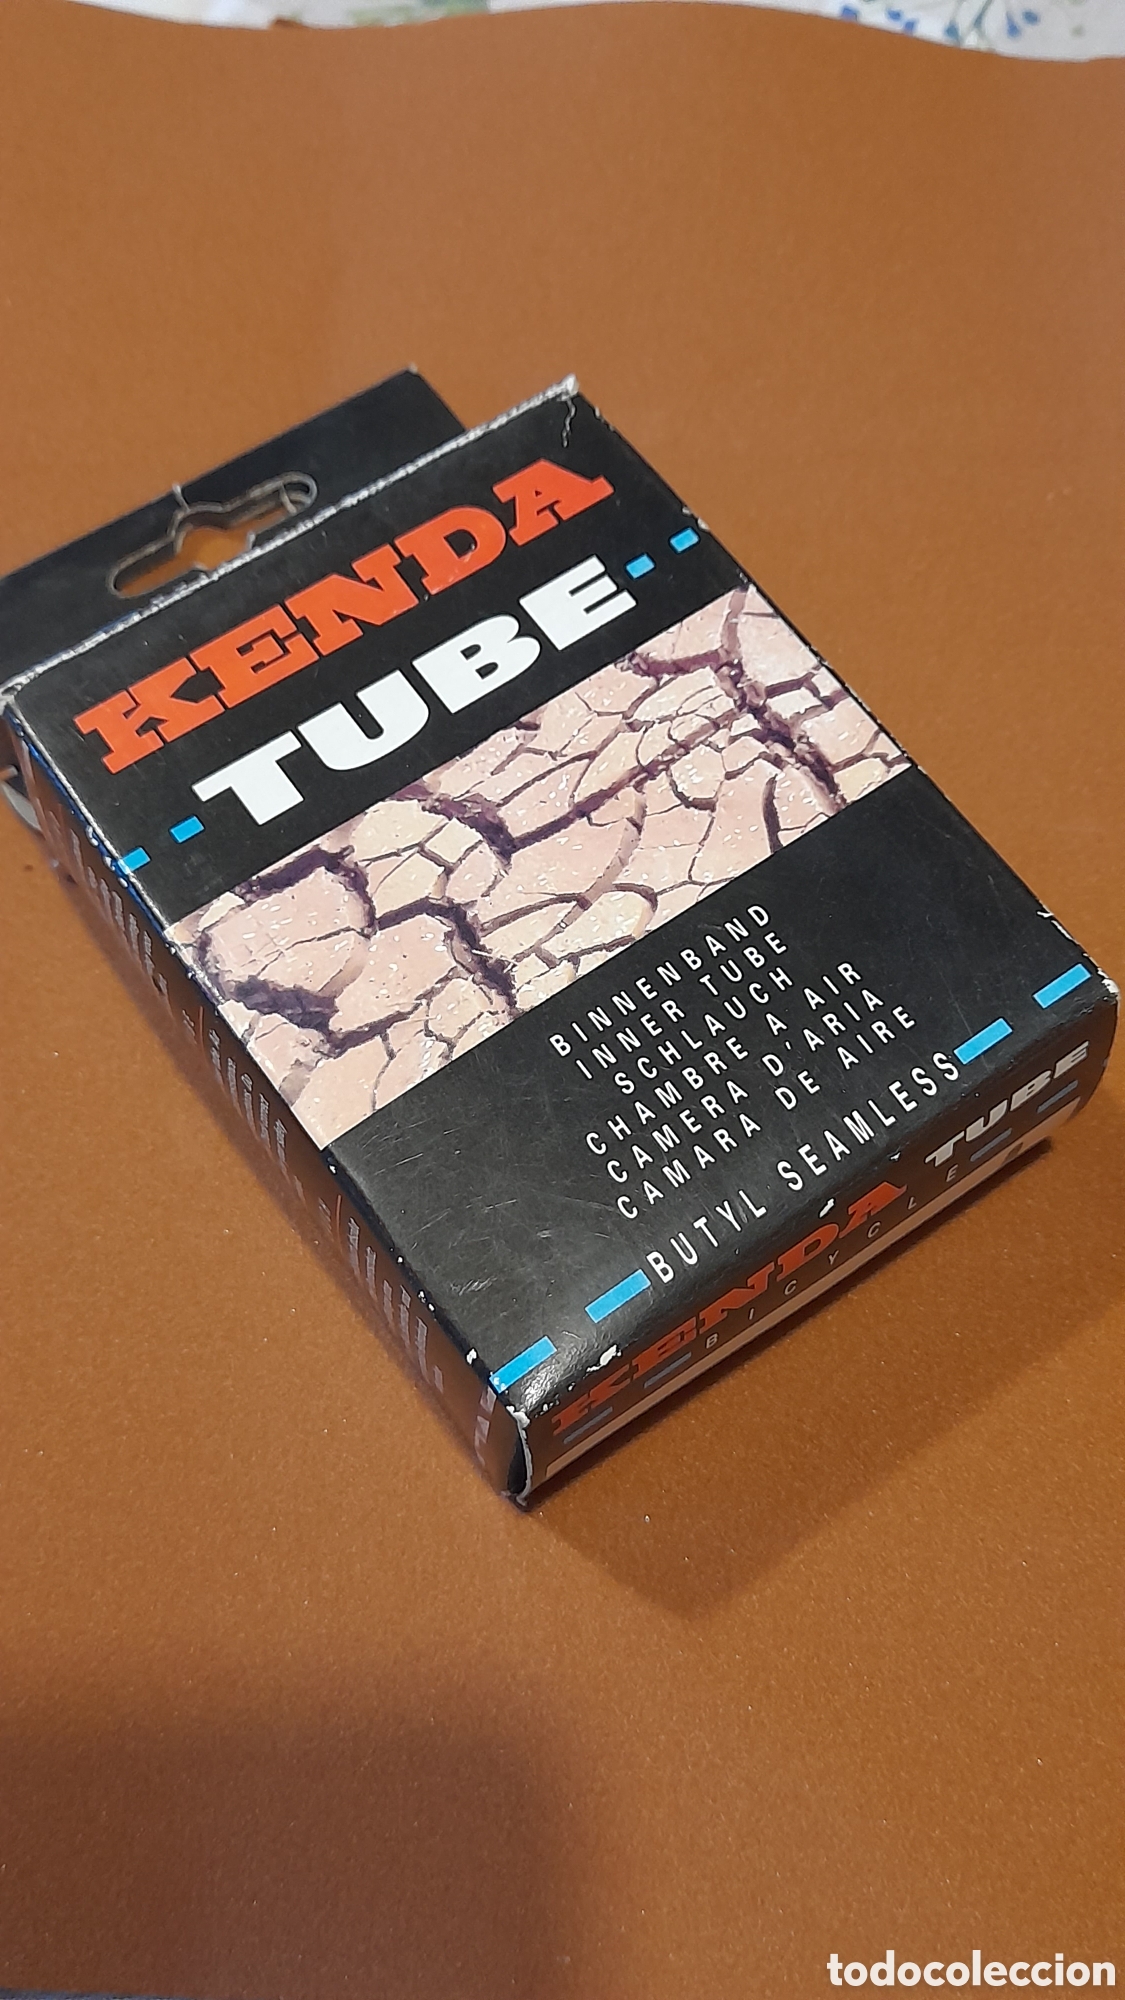 KENDA
TUBE
BINNENBAND
INNER TUBE
SCHLAUCH
CHAMBRE A AIR
CAMERA D'ARIA
CAMARA DE AIRE
BUTYL SEAMLESS
KENDA TUBE
BICYCLE
todocoleccion